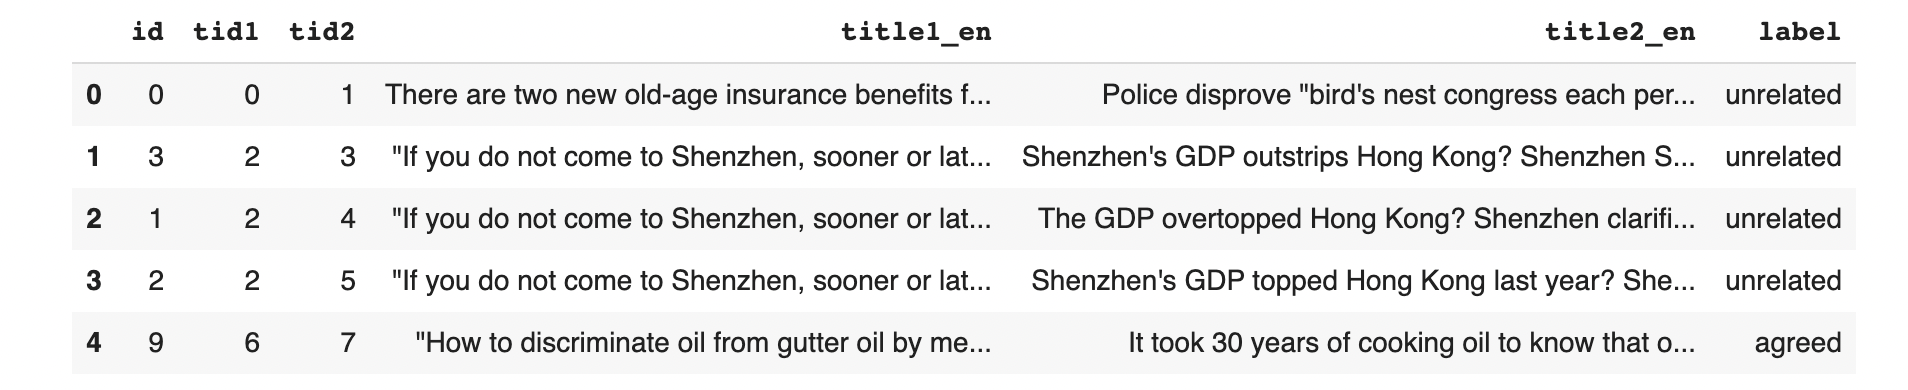 id tid1 tid2 title1_en title2_en label
0 0 0 1 There are two new old-age insurance benefits f... Police disprove "bird's nest congress each per... unrelated
1 3 2 3 "If you do not come to Shenzhen, sooner or lat... Shenzhen's GDP outstrips Hong Kong? Shenzhen S... unrelated
2 1 2 4 "If you do not come to Shenzhen, sooner or lat... The GDP overtopped Hong Kong? Shenzhen clarifi... unrelated
3 2 2 5 "If you do not come to Shenzhen, sooner or lat... Shenzhen's GDP topped Hong Kong last year? She... unrelated
4 9 6 7 "How to discriminate oil from gutter oil by me... It took 30 years of cooking oil to know that o... agreed